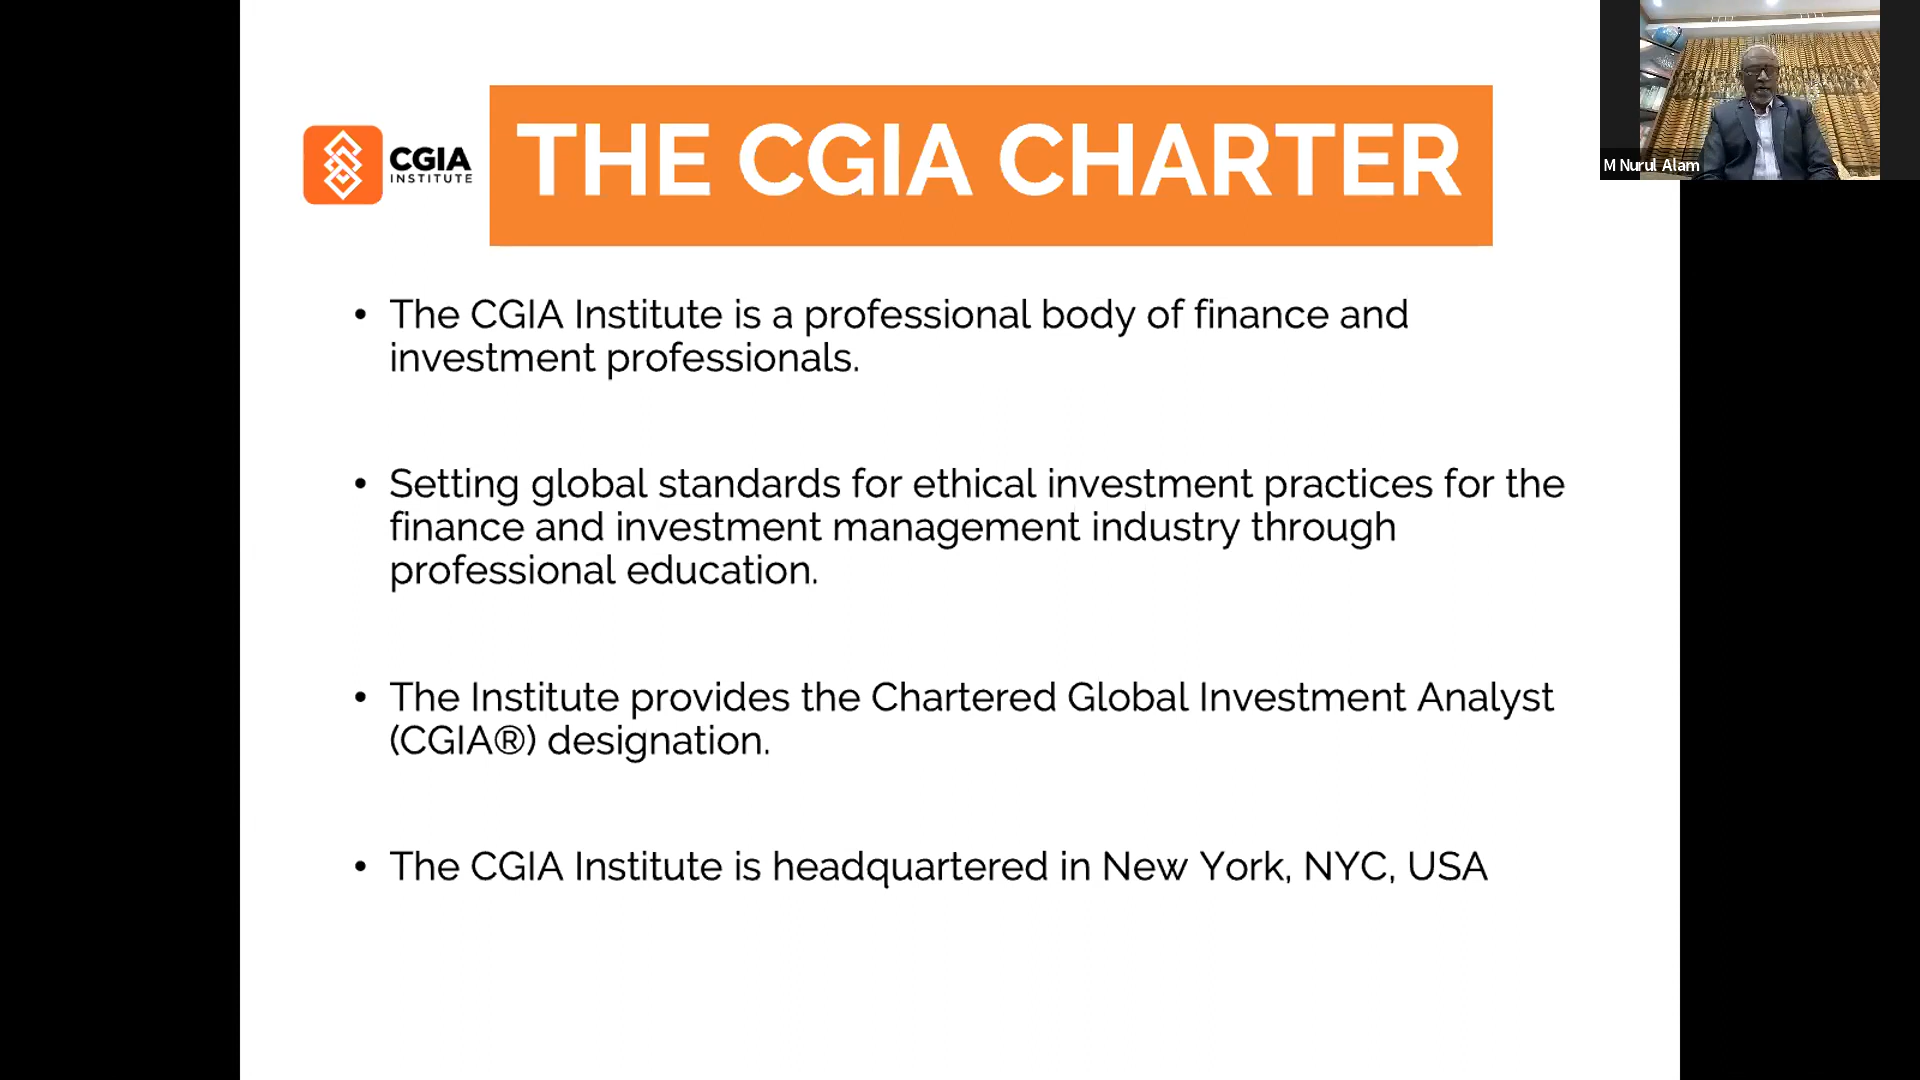 CGIA
INSTITUTE
THE CGIA CHARTER
M Nurul Alam
• The CGIA Institute is a professional body of finance and
investment professionals.
• Setting global standards for ethical investment practices for the
finance and investment management industry through
professional education.
• The Institute provides the Chartered Global Investment Analyst
(CGIA®) designation.
• The CGIA Institute is headquartered in New York, NYC, USA